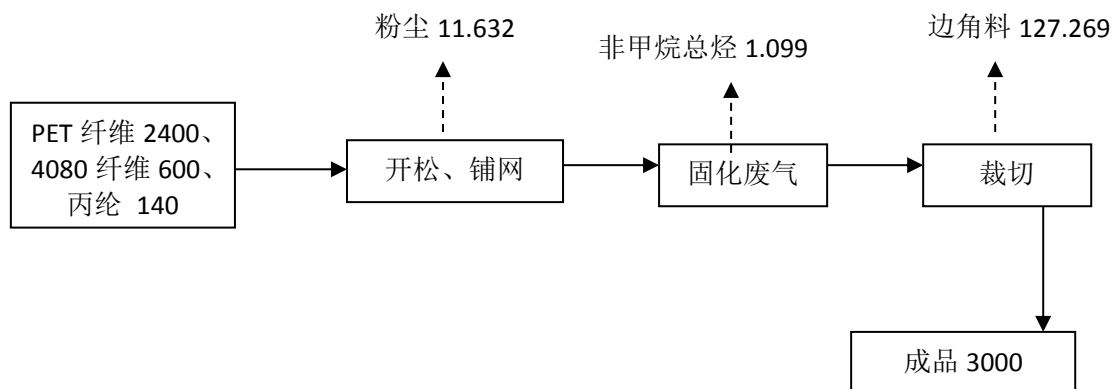 粉尘 11.632
非甲烷总烃 1.099
边角料 127.269
PET 纤维 2400、
4080 纤维 600、
丙纶 140
开松、铺网
固化废气
裁切
成品 3000